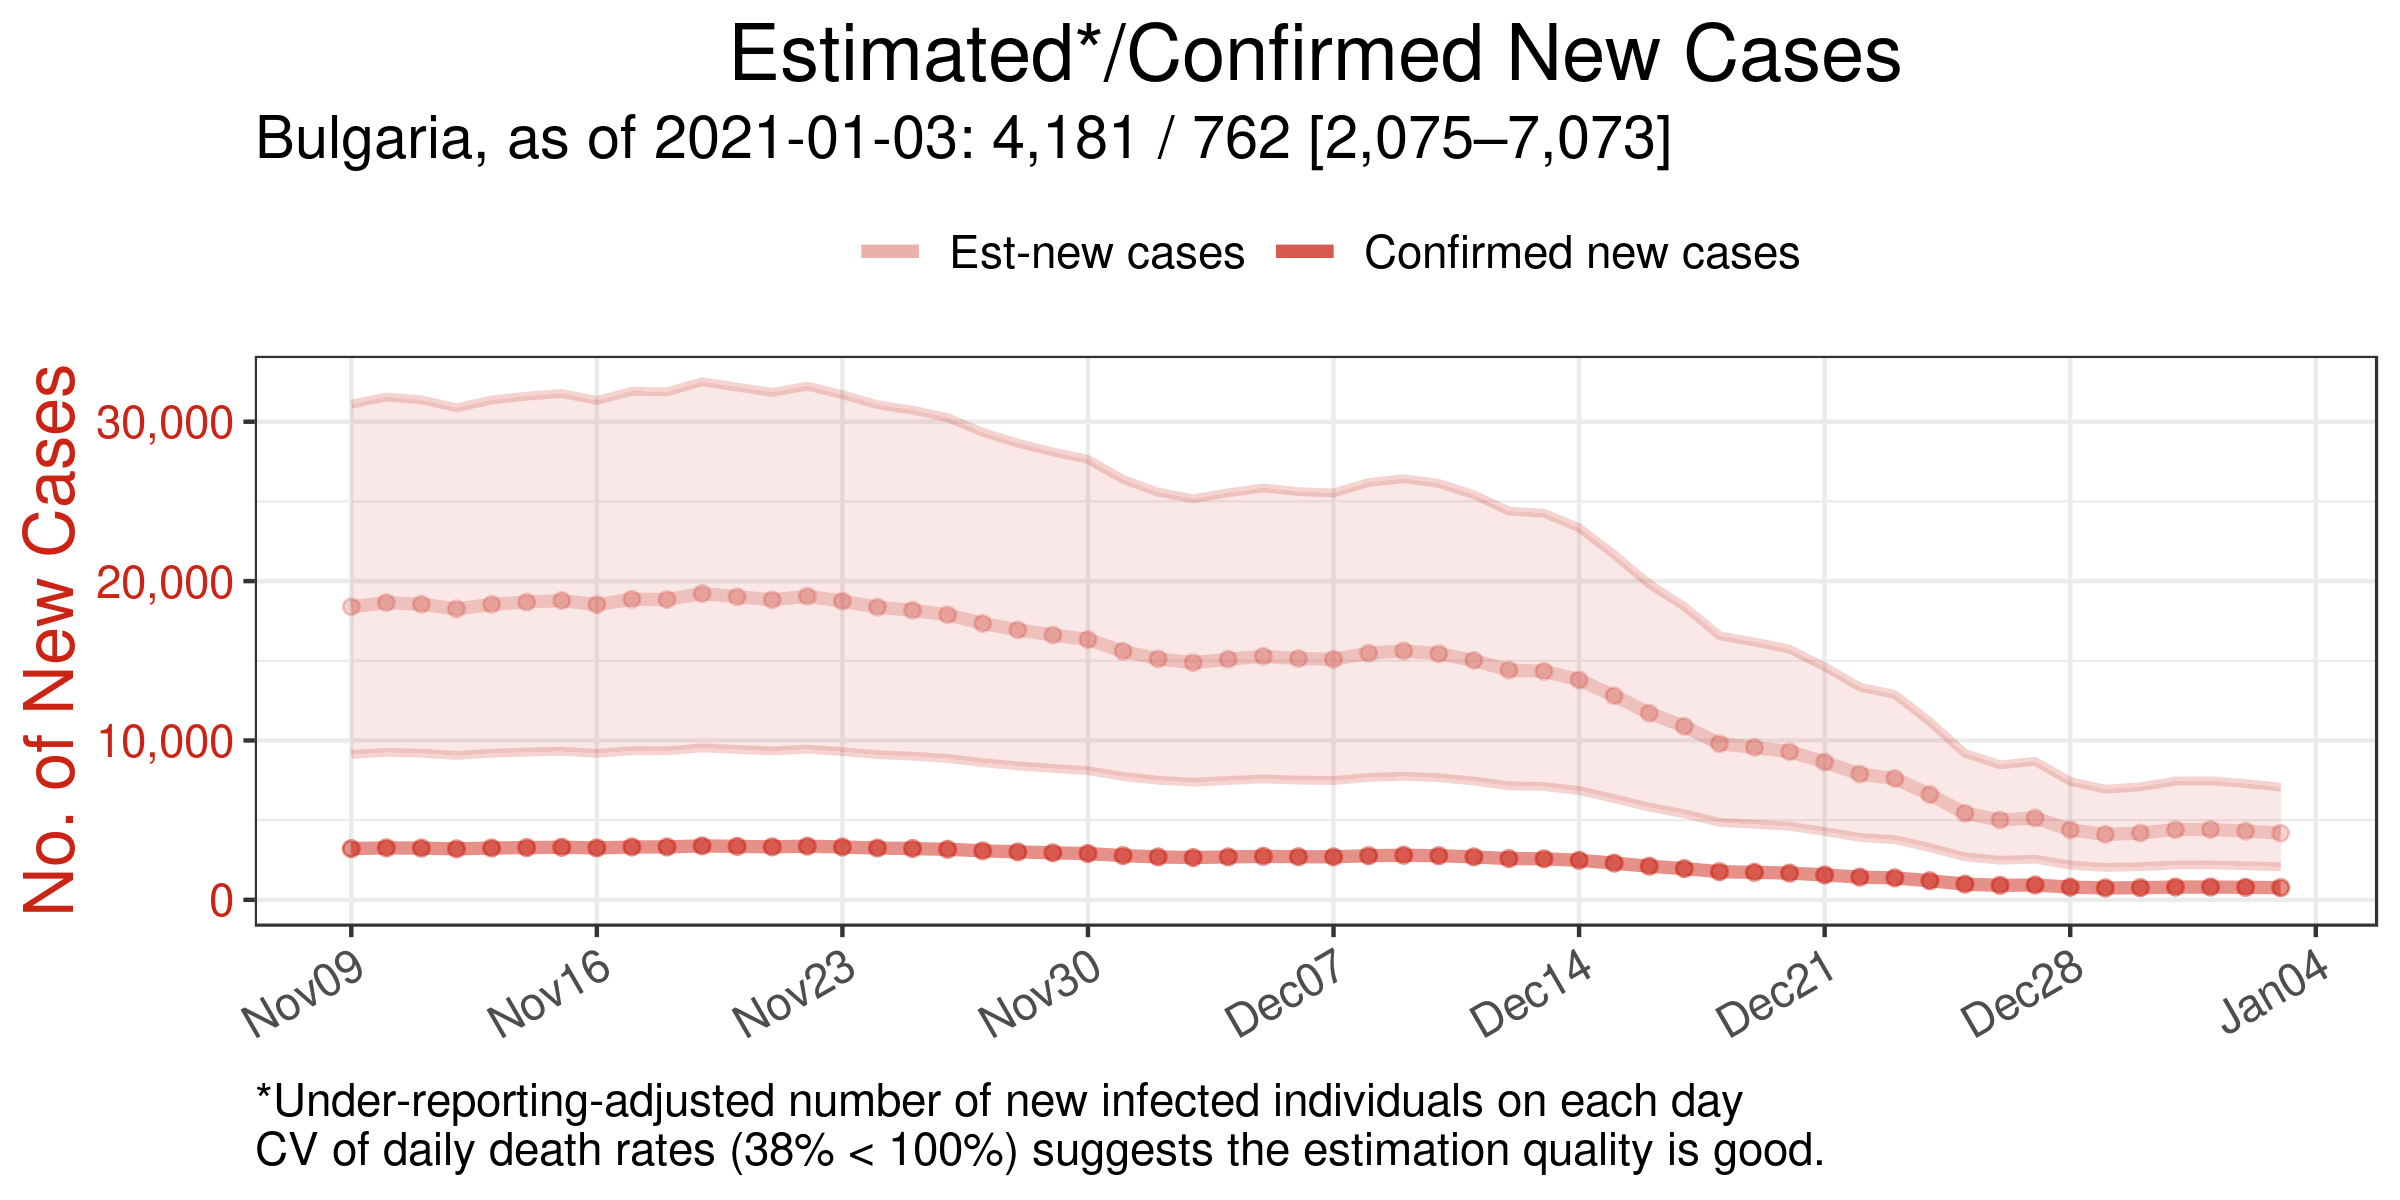 Estimated*/Confirmed New Cases
Bulgaria, as of 2021-01-03: 4,181 / 762 [2,075–7,073]
Est-new cases
Confirmed new cases
No. of New Cases
30,000
20,000
10,000
0
Nov09
Nov16
Nov23
Nov30
Dec07
Dec14
Dec21
Dec28
Jan04
*Under-reporting-adjusted number of new infected individuals on each day
CV of daily death rates (38% < 100%) suggests the estimation quality is good.